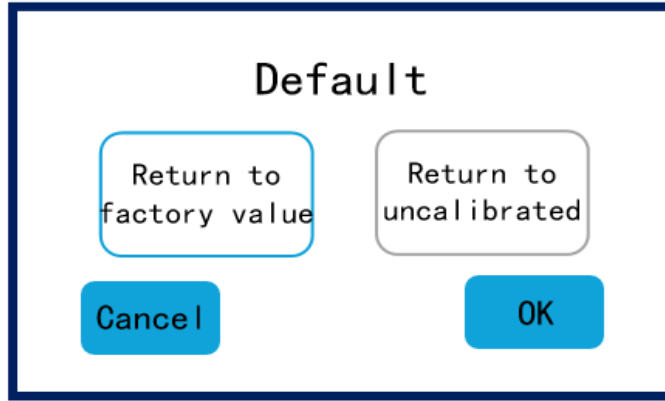 Default
Return to
factory value
Return to
uncalibrated
Cancel
OK